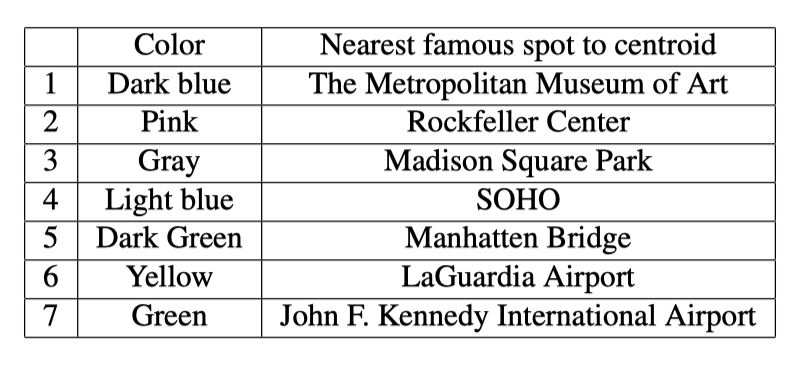 Color Nearest famous spot to centroid
1 Dark blue The Metropolitan Museum of Art
2 Pink Rockfeller Center
3 Gray Madison Square Park
4 Light blue SOHO
5 Dark Green Manhatten Bridge
6 Yellow LaGuardia Airport
7 Green John F. Kennedy International Airport